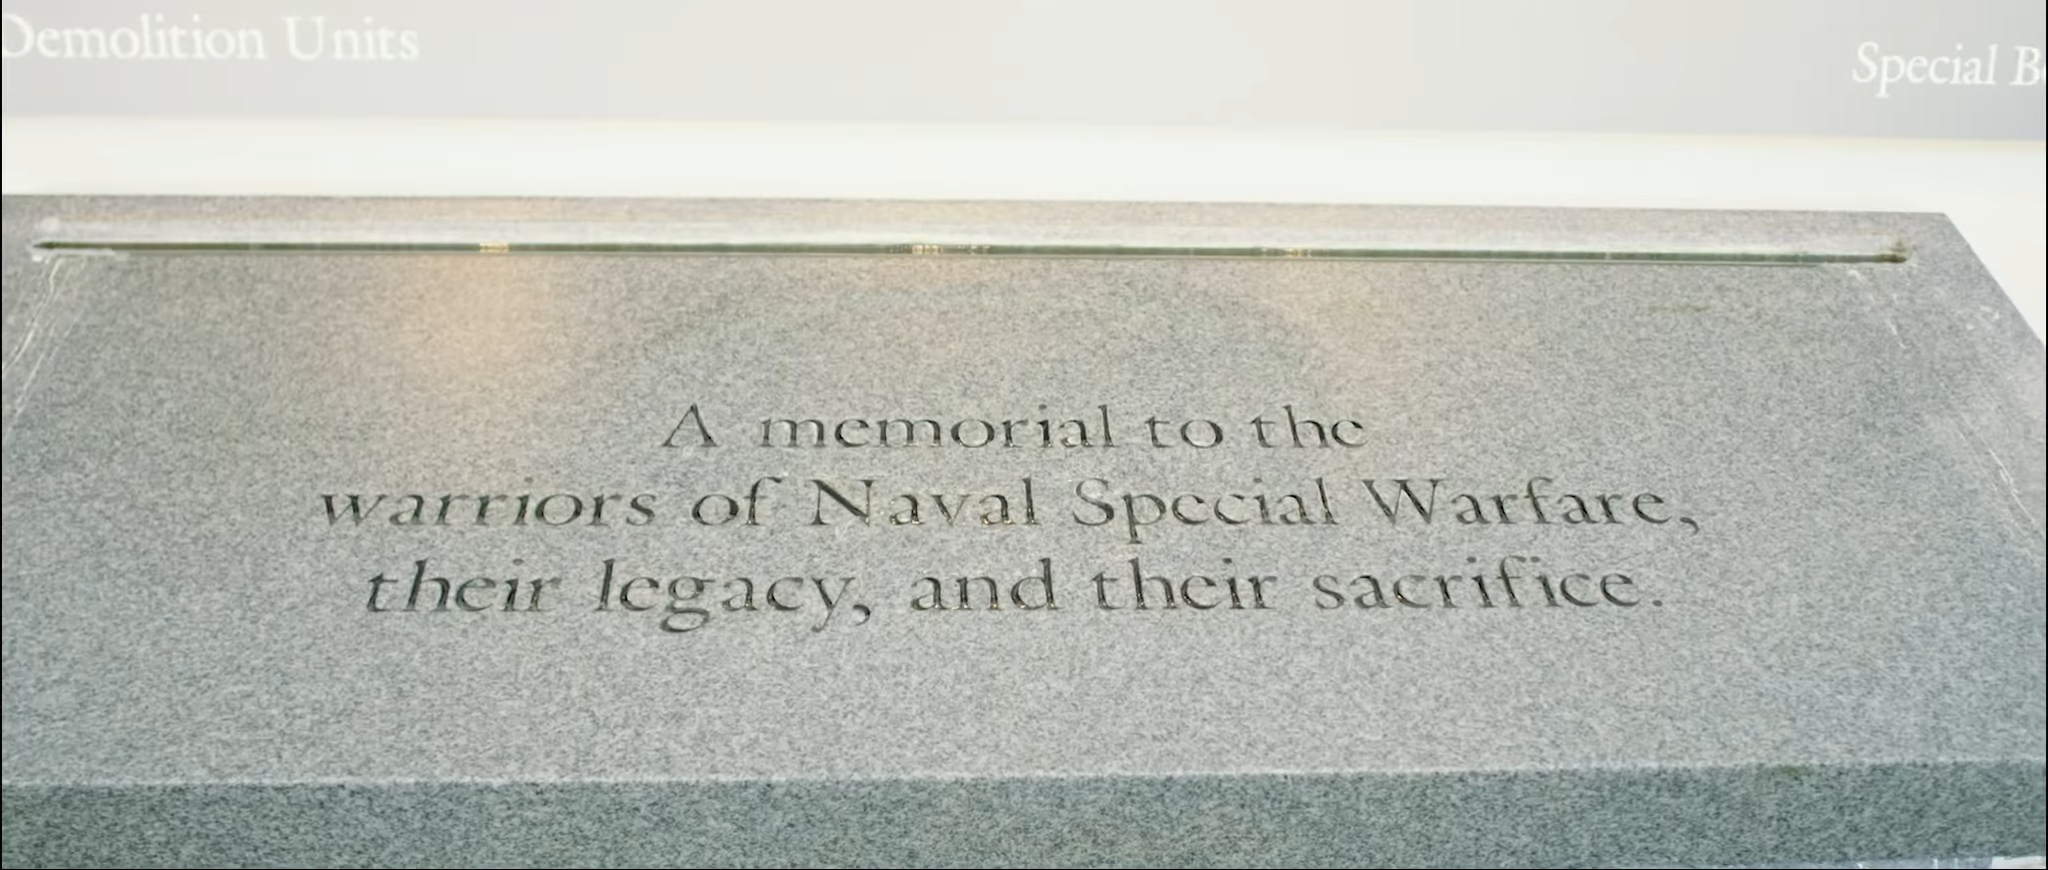 Demolition Units
Special
A memorial to the
warriors of Naval Special Warfare,
their legacy, and their sacrifice.